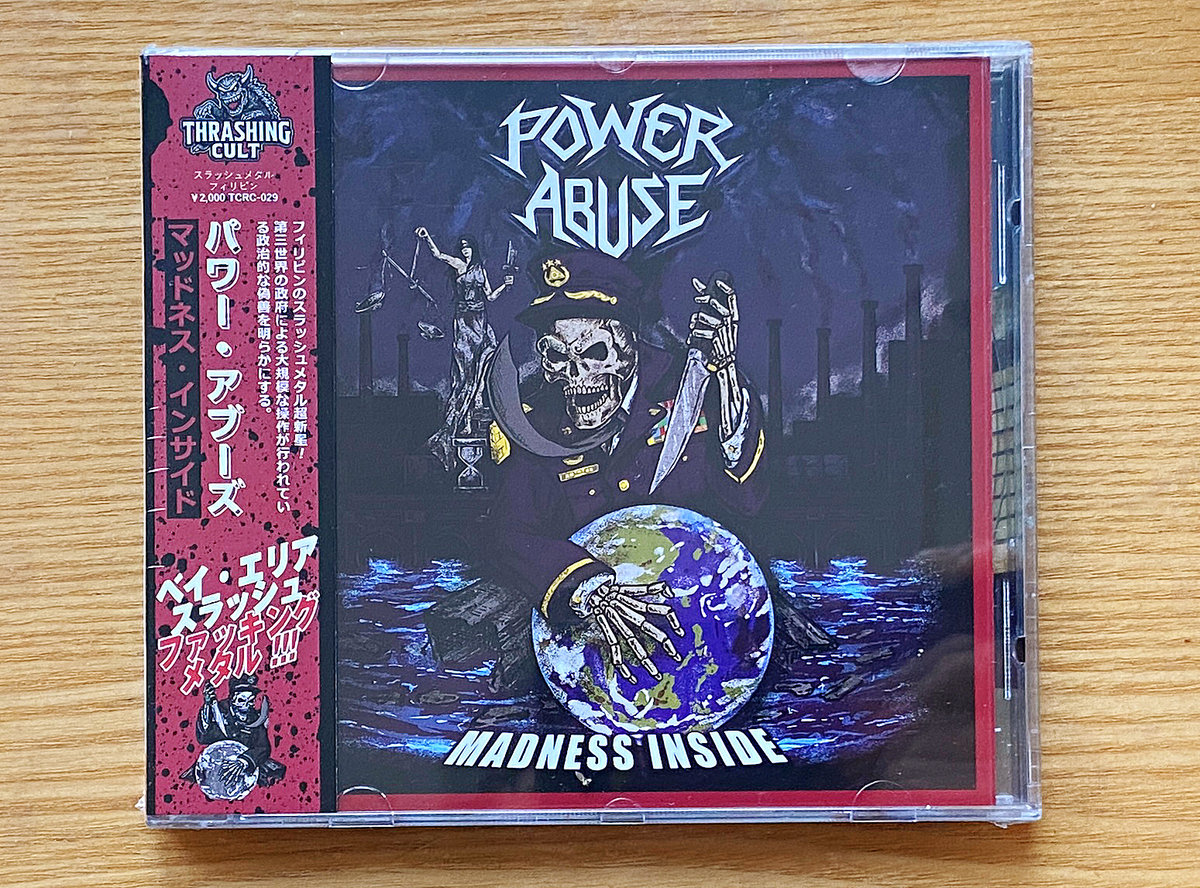 THRASHING
CULT
スラッシュメタル
フィリピン
¥2,000 TCRC-029
パワー・アブーズ
マッドネス・インサイド
フィリピンのスラッシュメタル超新星!
第三世界の政府による大規模な操作が行われてい
る政治的な偽善を明らかにする。
ベイ・エリア
スラッシュ
ファッキング
メタル!!!
POWER
ABUSE
MADNESS INSIDE